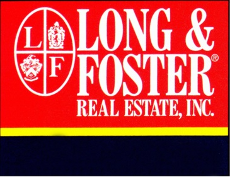 L
F
LONG &
FOSTER®
REAL ESTATE, INC.